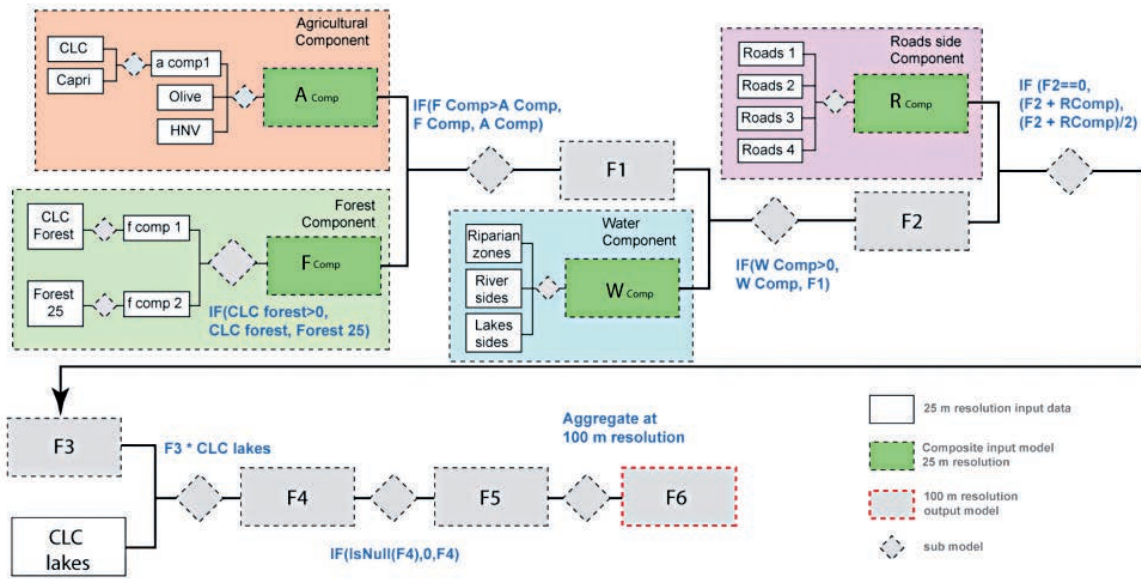 Agricultural
Component
CLC
Capri
a comp1
Olive
HNV
A Comp
IF(F Comp>A Comp,
F Comp, A Comp)
Forest
Component
CLC
Forest
f comp 1
Forest
25
f comp 2
F Comp
IF(CLC forest>0,
CLC forest, Forest 25)
F1
Water
Component
Riparian
zones
River
sides
Lakes
sides
W Comp
IF(W Comp>0,
W Comp, F1)
Roads side
Component
Roads 1
Roads 2
Roads 3
Roads 4
R Comp
F2
IF (F2==0,
(F2 + RComp),
(F2 + RComp)/2)
F3
CLC
lakes
F3 * CLC lakes
F4
IF(IsNull(F4),0,F4)
F5
Aggregate at
100 m resolution
F6
25 m resolution input data
Composite input model
25 m resolution
100 m resolution
output model
sub model